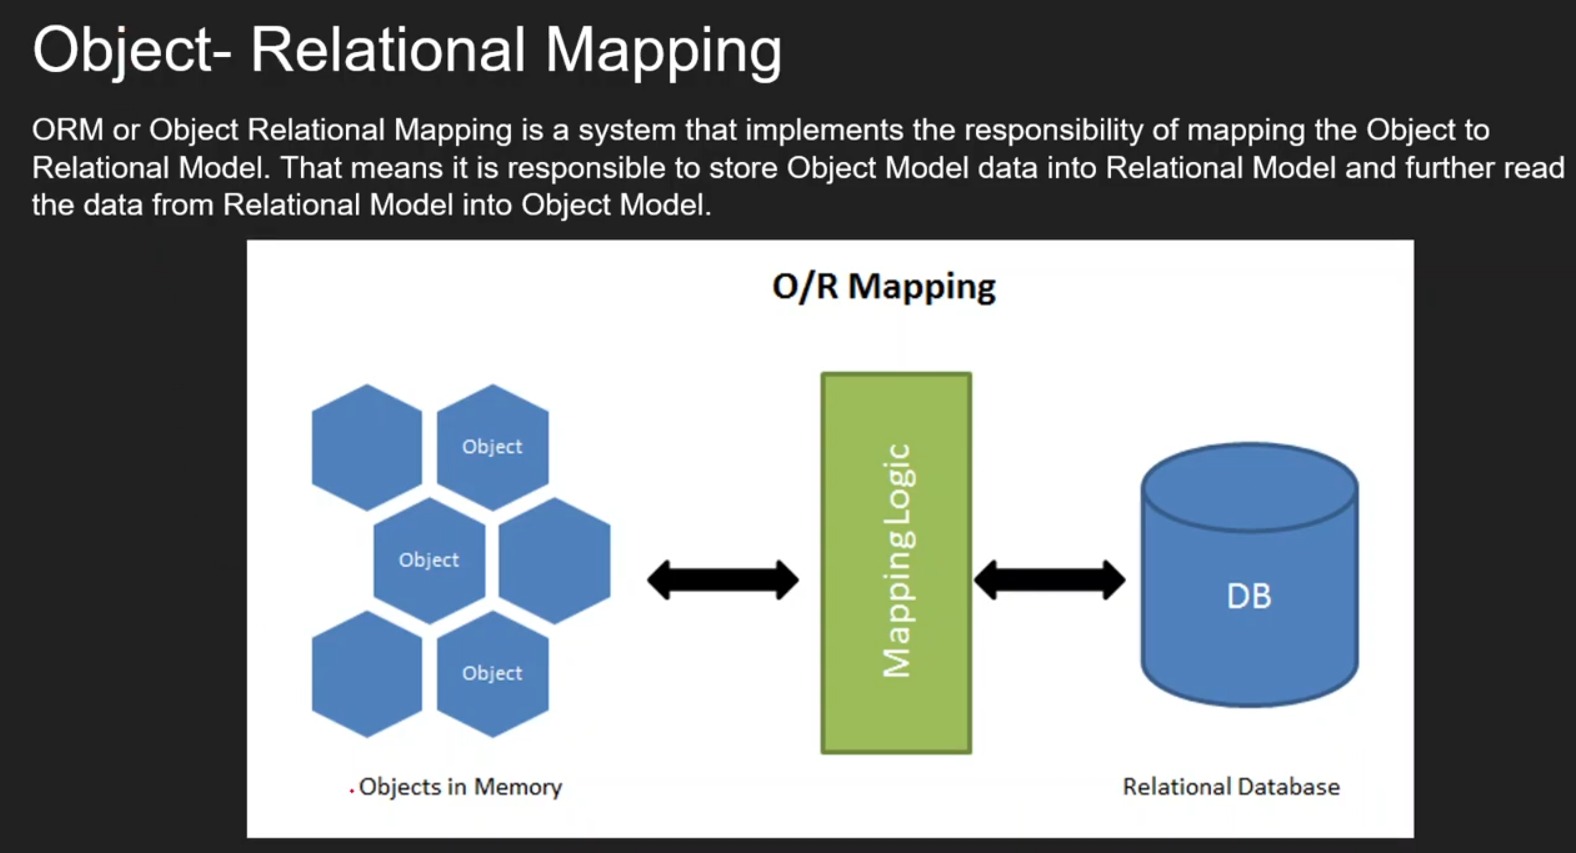 Object- Relational Mapping
ORM or Object Relational Mapping is a system that implements the responsibility of mapping the Object to
Relational Model. That means it is responsible to store Object Model data into Relational Model and further read
the data from Relational Model into Object Model.
O/R Mapping
Object
Object
Object
Mapping Logic
DB
Objects in Memory
Relational Database